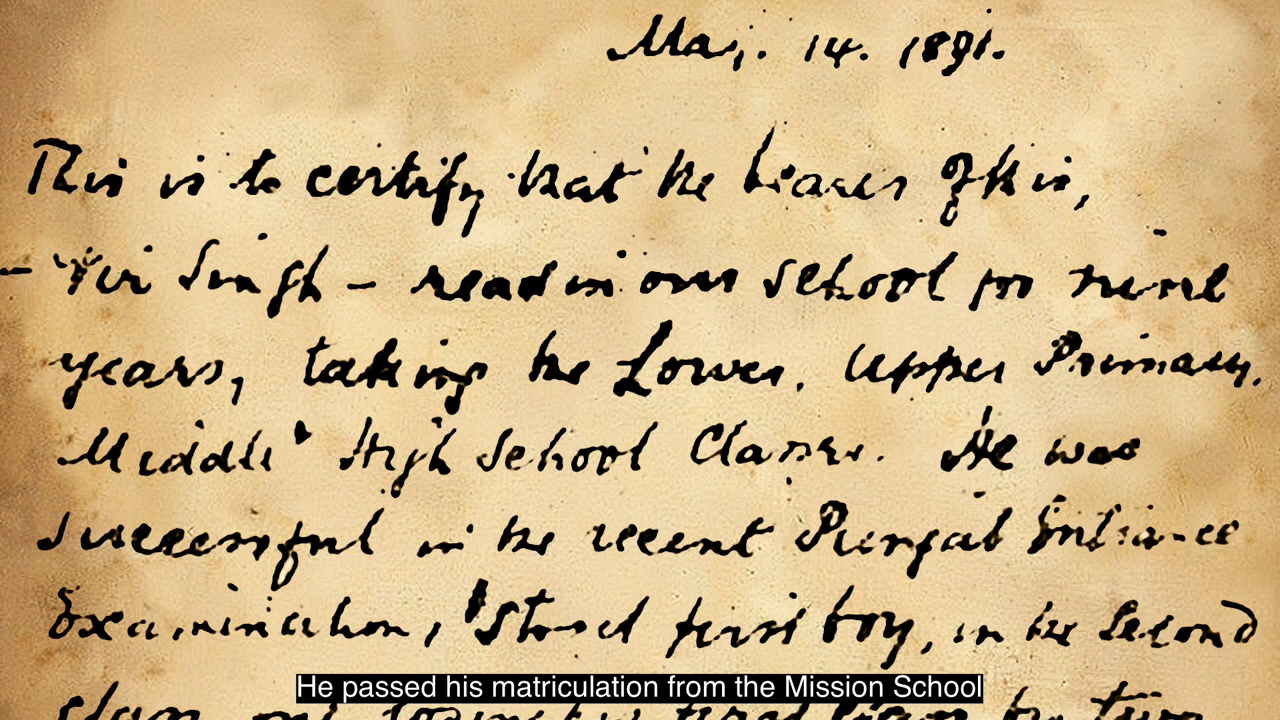 May. 14. 1891.
This is to certify that the bearer of this,
– Vir Singh – read in our School for nine
years, taking the Lower, Upper Primary,
Middle & High School Classes. He was
successful in the recent Punjab Entrance
Examination, & Stood first boy, in the Second
He passed his matriculation from the Mission School